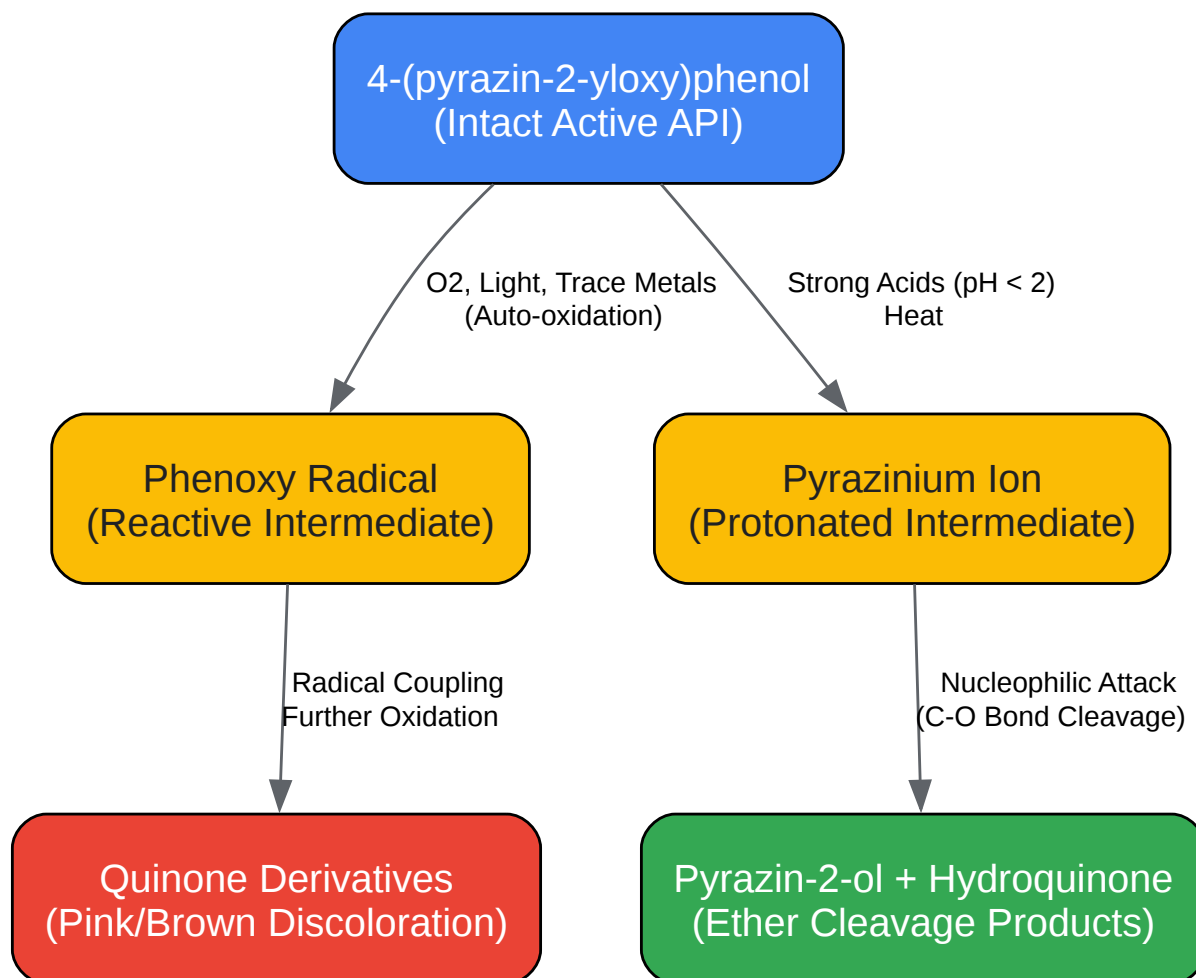 4-(pyrazin-2-yloxy)phenol
(Intact Active API)
O2, Light, Trace Metals
(Auto-oxidation)
Strong Acids (pH < 2)
Heat
Phenoxy Radical
(Reactive Intermediate)
Pyrazinium Ion
(Protonated Intermediate)
Radical Coupling
Further Oxidation
Nucleophilic Attack
(C-O Bond Cleavage)
Quinone Derivatives
(Pink/Brown Discoloration)
Pyrazin-2-ol + Hydroquinone
(Ether Cleavage Products)